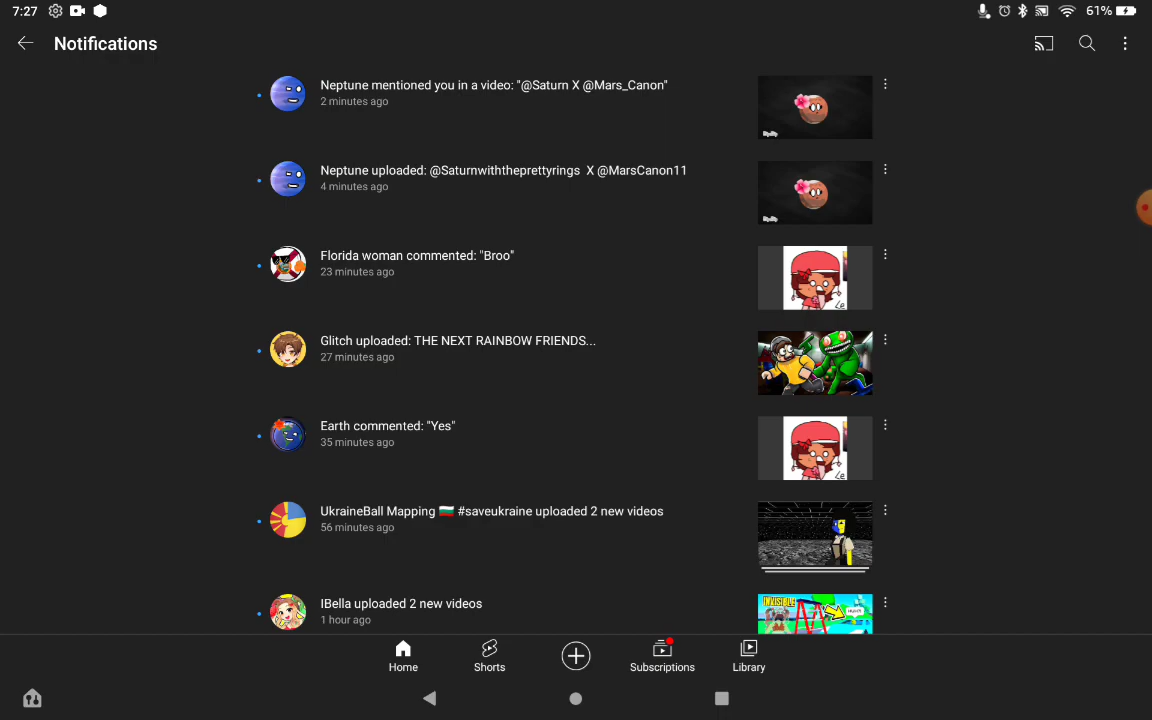 7:27
61%
Notifications
Neptune mentioned you in a video: "@Saturn X @Mars_Canon"
2 minutes ago
Neptune uploaded: @Saturnwiththeprettyrings X @MarsCanon11
4 minutes ago
Florida woman commented: "Broo"
23 minutes ago
Le
Glitch uploaded: THE NEXT RAINBOW FRIENDS...
27 minutes ago
Earth commented: "Yes"
35 minutes ago
Le
UkraineBall Mapping 🇧🇬 #saveukraine uploaded 2 new videos
56 minutes ago
IBella uploaded 2 new videos
1 hour ago
INVISIBLE
Home
Shorts
Subscriptions
Library